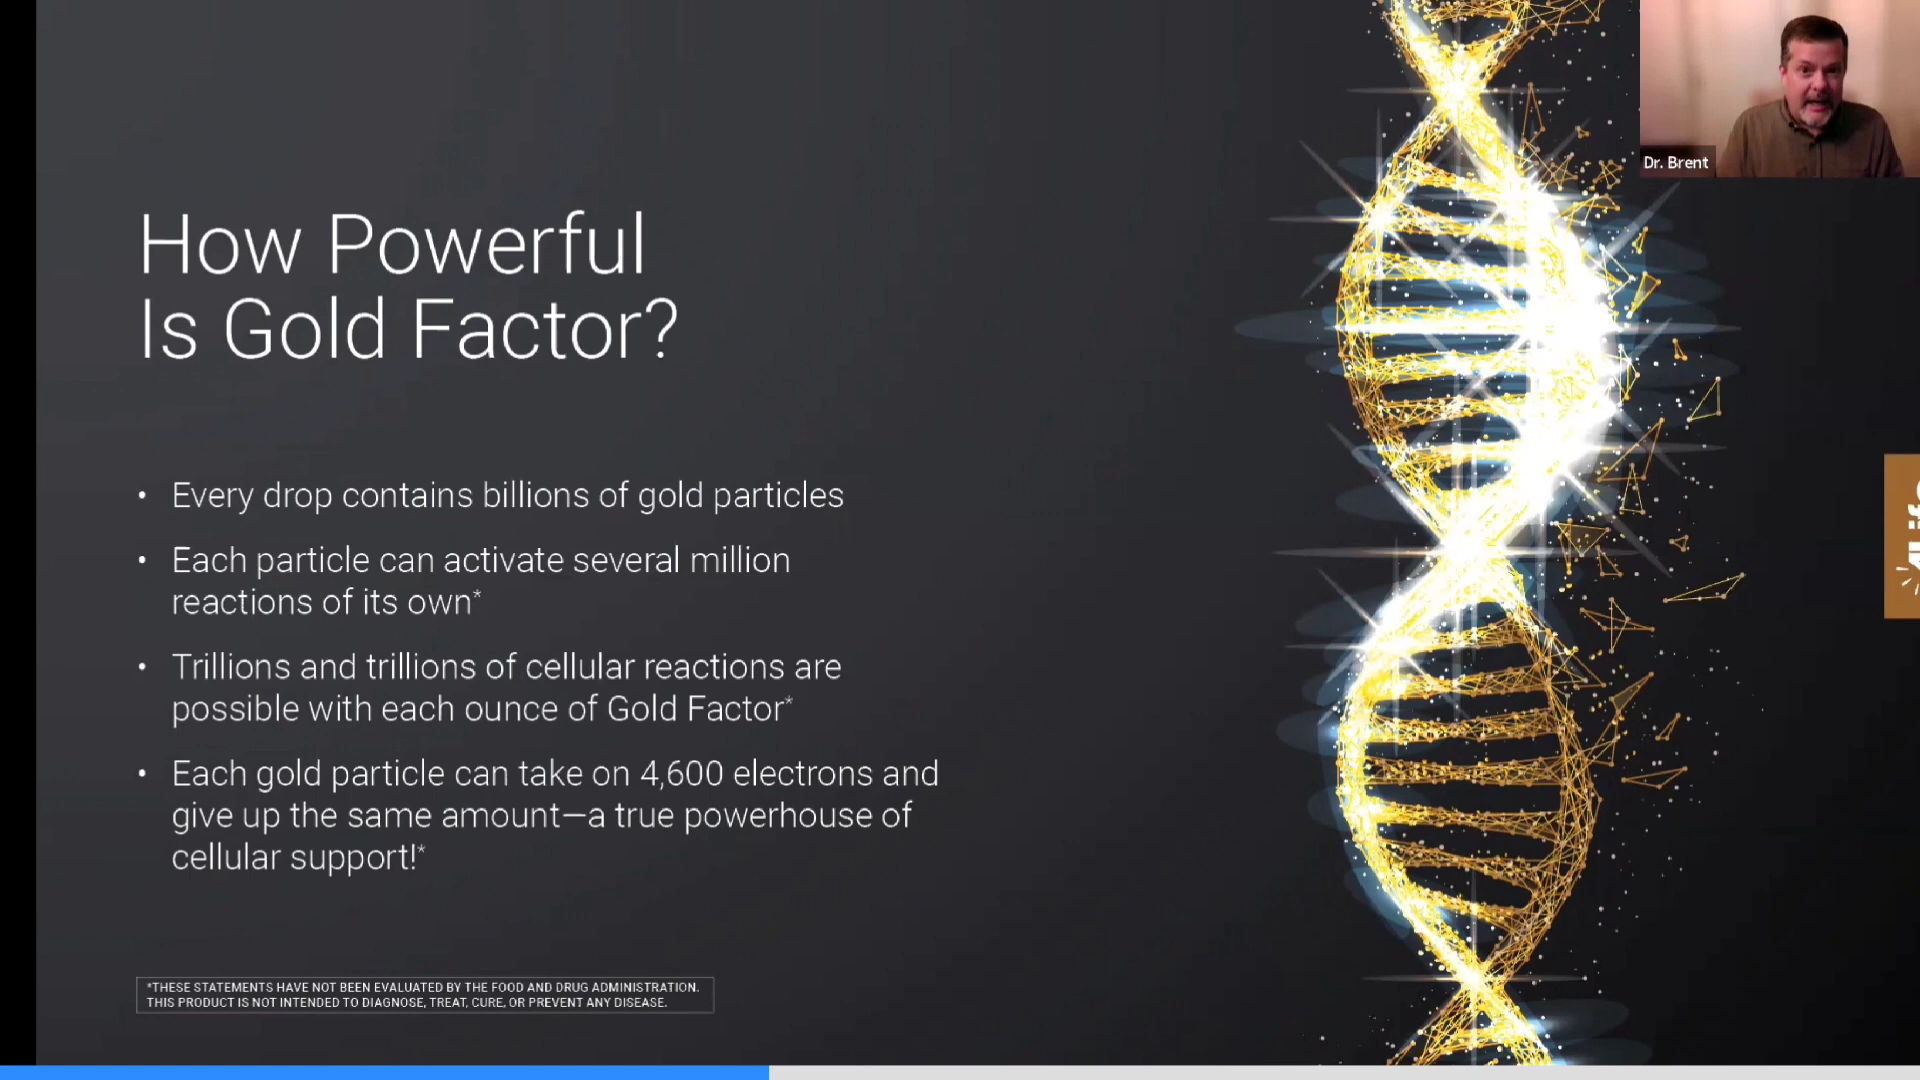 Dr. Brent
How Powerful
Is Gold Factor?
• Every drop contains billions of gold particles
• Each particle can activate several million
reactions of its own*
• Trillions and trillions of cellular reactions are
possible with each ounce of Gold Factor*
• Each gold particle can take on 4,600 electrons and
give up the same amount—a true powerhouse of
cellular support!*
*THESE STATEMENTS HAVE NOT BEEN EVALUATED BY THE FOOD AND DRUG ADMINISTRATION.
THIS PRODUCT IS NOT INTENDED TO DIAGNOSE, TREAT, CURE, OR PREVENT ANY DISEASE.